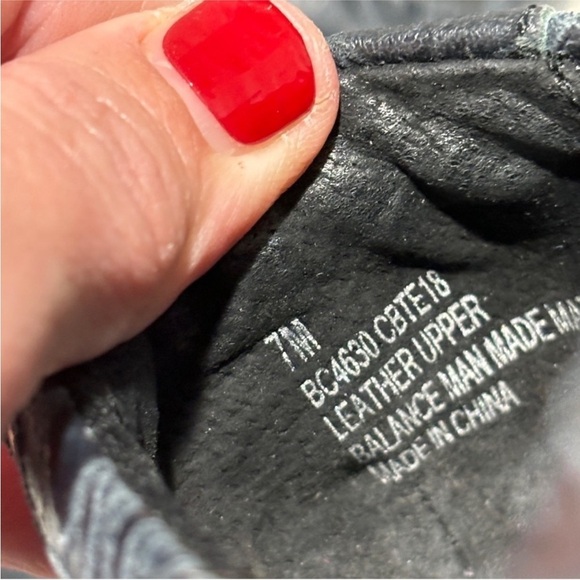 7M
BC4630 CBTE18
LEATHER UPPER
BALANCE MAN MADE MA
MADE IN CHINA